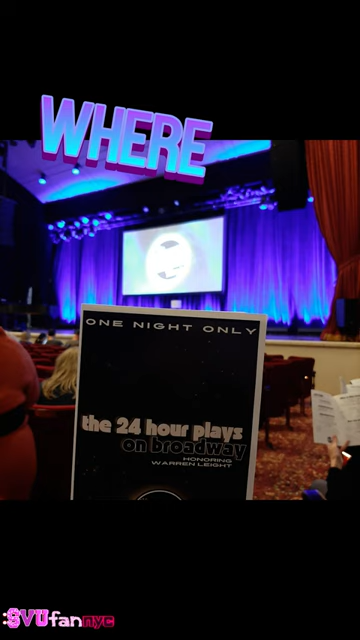 WHERE
ONE NIGHT ONLY
the 24 hour plays
on broadway
HONORING
WARREN LEIGHT
SVUfannyc